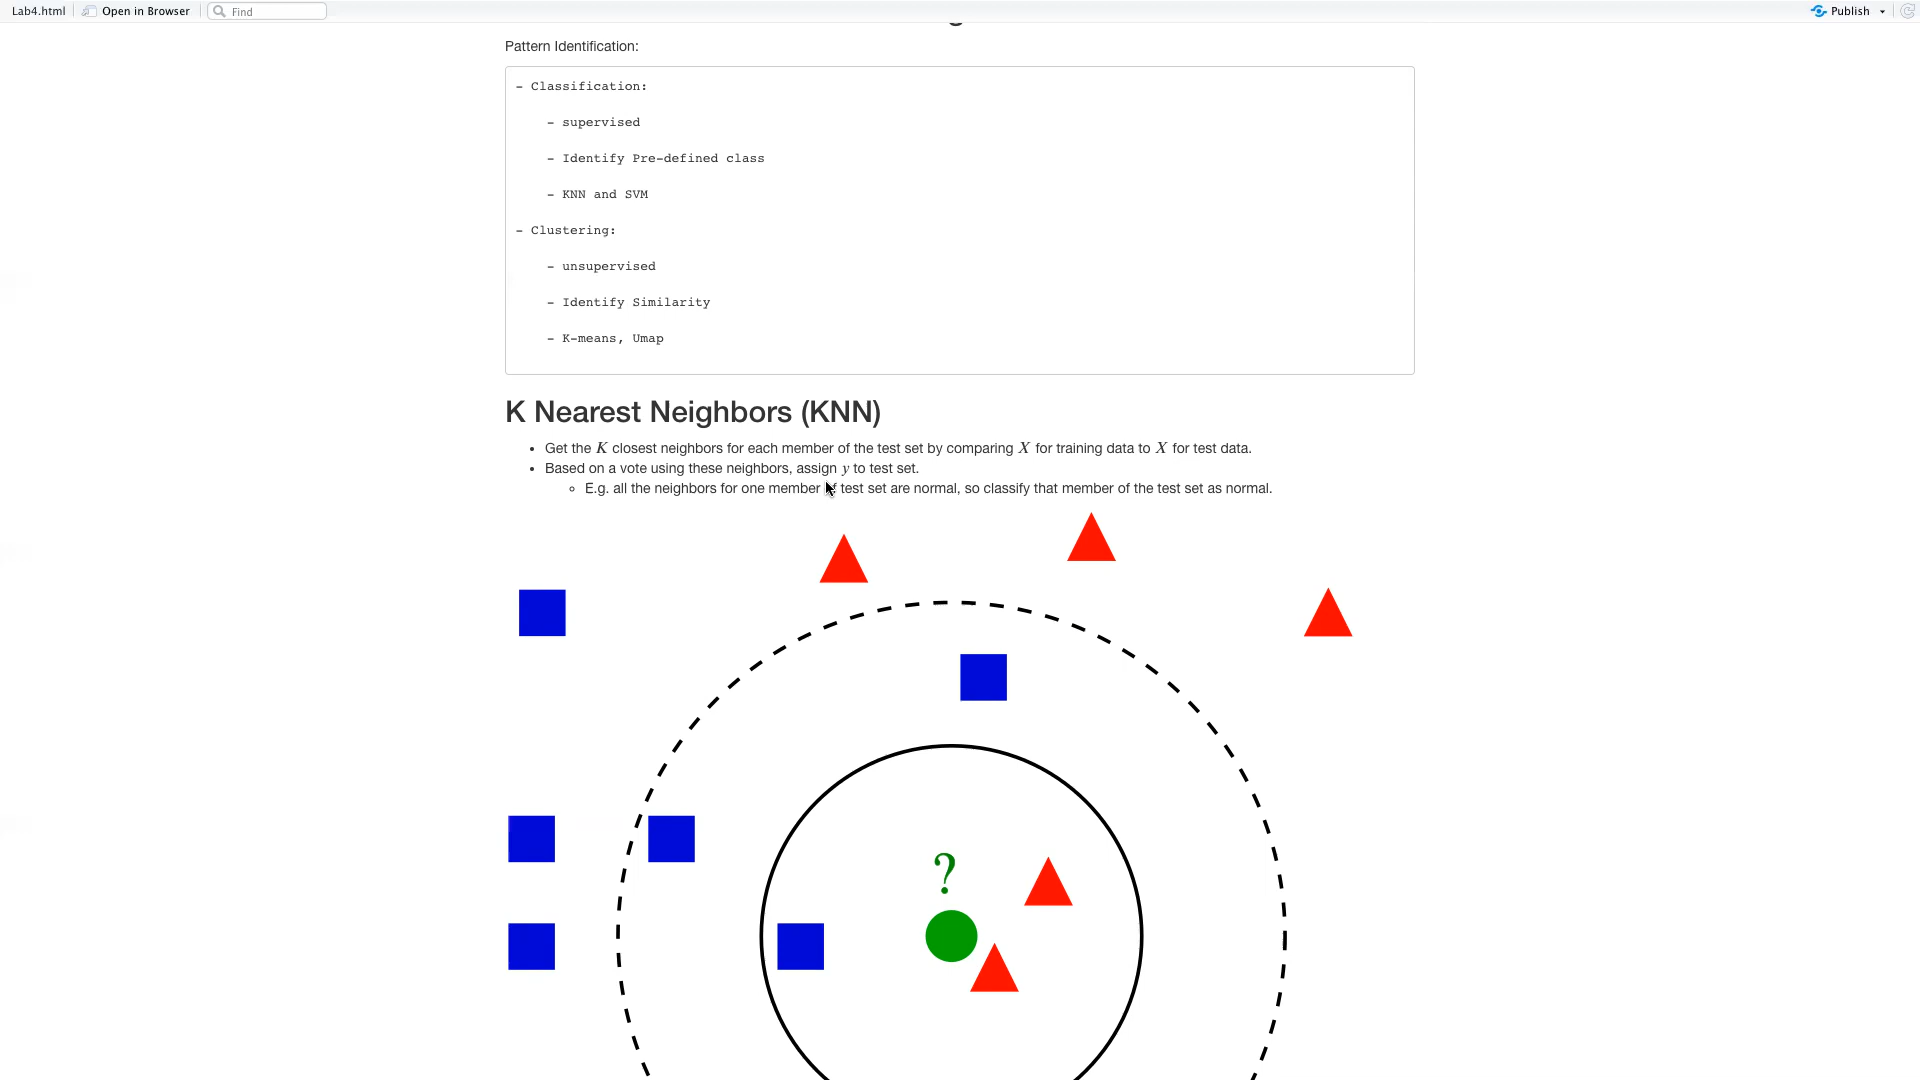 Lab4.html Open in Browser Find Publish
Pattern Identification:
- Classification:
- supervised
- Identify Pre-defined class
- KNN and SVM
- Clustering:
- unsupervised
- Identify Similarity
- K-means, Umap
K Nearest Neighbors (KNN)
• Get the K closest neighbors for each member of the test set by comparing X for training data to X for test data.
• Based on a vote using these neighbors, assign y to test set.
◦ E.g. all the neighbors for one member of test set are normal, so classify that member of the test set as normal.
?